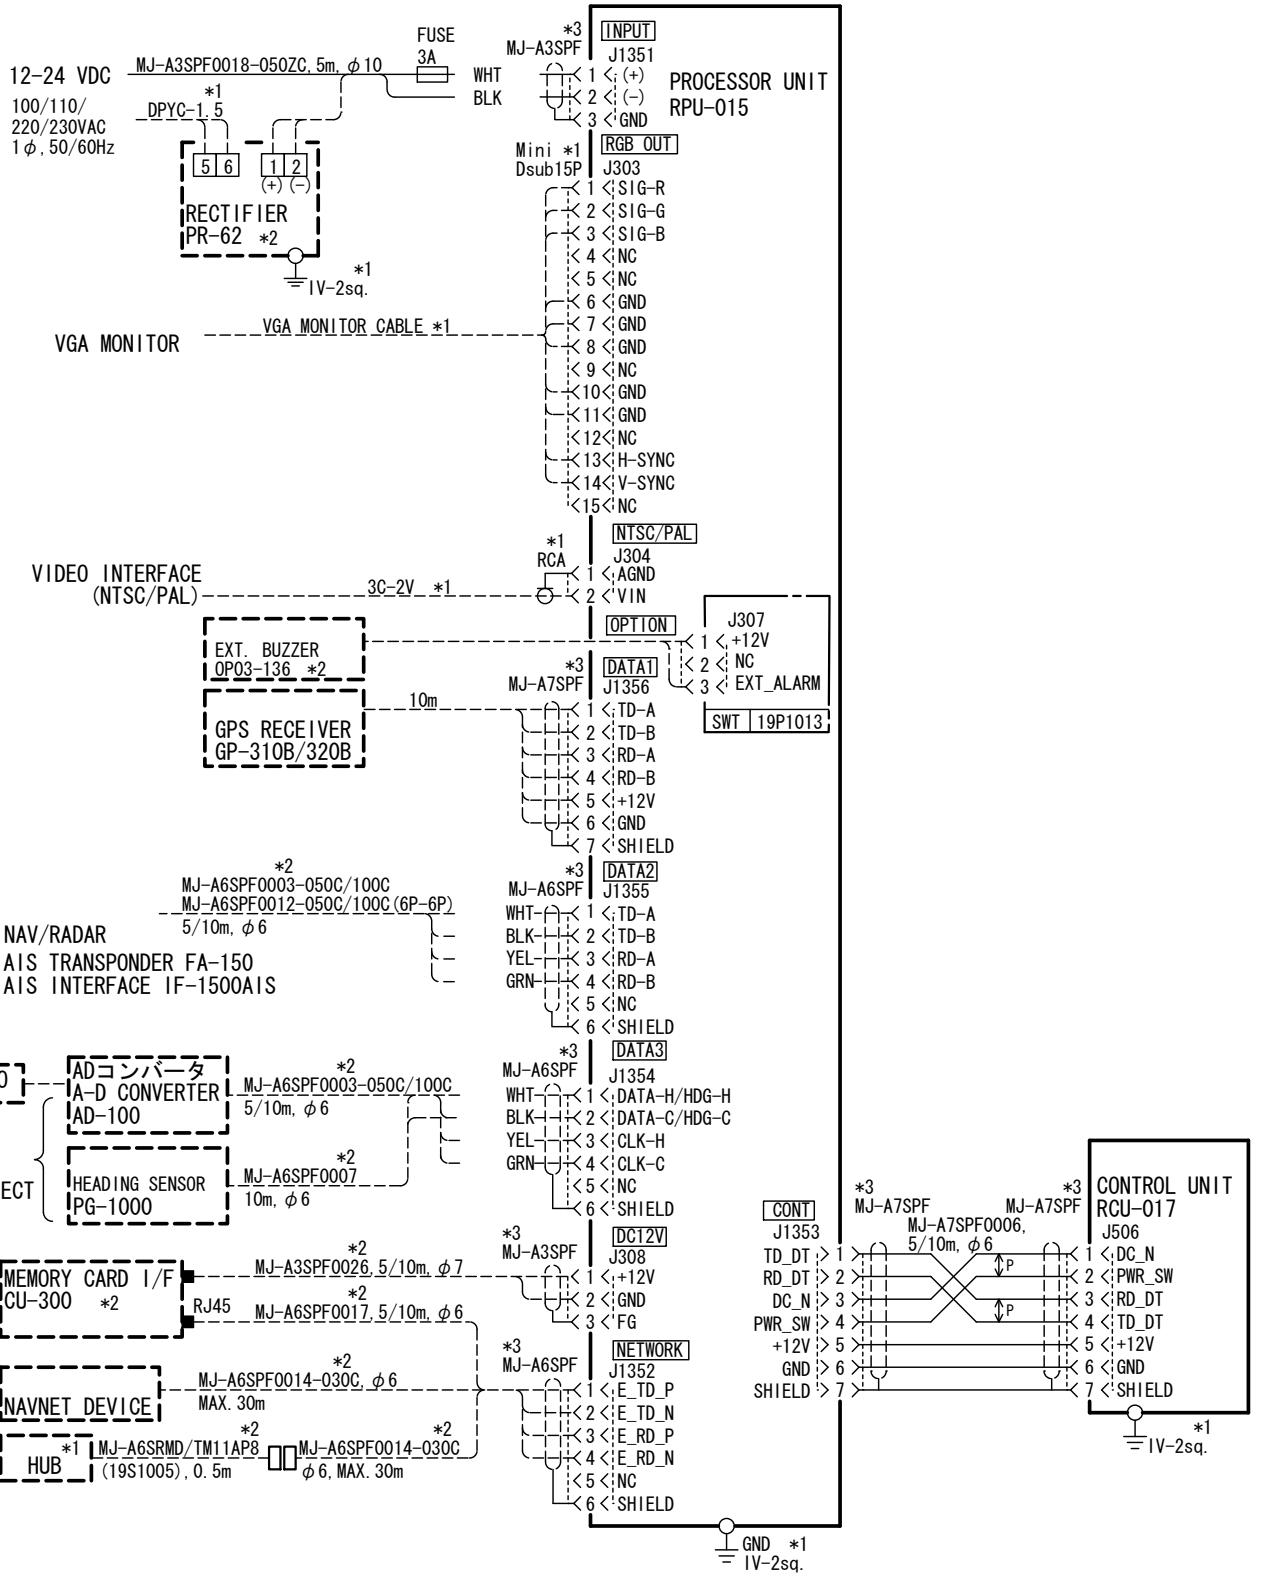 12-24 VDC
MJ-A3SPF0018-050ZC, 5m, φ10
FUSE
3A
WHT
BLK
*3
MJ-A3SPF
INPUT
J1351
1 (+)
2 (-)
3 GND
PROCESSOR UNIT
RPU-015
100/110/
220/230VAC
1φ, 50/60Hz
*1
DPYC-1.5
5 6
1 2
(+) (-)
RECTIFIER
PR-62 *2
*1
IV-2sq.
RGB OUT
Mini *1
Dsub15P
J303
1 SIG-R
2 SIG-G
3 SIG-B
4 NC
5 NC
6 GND
7 GND
8 GND
9 NC
10 GND
11 GND
12 NC
13 H-SYNC
14 V-SYNC
15 NC
VGA MONITOR
VGA MONITOR CABLE *1
NTSC/PAL
*1
RCA
J304
1 AGND
2 VIN
VIDEO INTERFACE
(NTSC/PAL)
3C-2V *1
OPTION
J307
1 +12V
2 NC
3 EXT_ALARM
SWT 19P1013
EXT. BUZZER
OP03-136 *2
*3
MJ-A7SPF
DATA1
J1356
1 TD-A
2 TD-B
3 RD-A
4 RD-B
5 +12V
6 GND
7 SHIELD
GPS RECEIVER
GP-310B/320B
10m
*3
MJ-A6SPF
DATA2
J1355
WHT 1 TD-A
BLK 2 TD-B
YEL 3 RD-A
GRN 4 RD-B
5 NC
6 SHIELD
*2
MJ-A6SPF0003-050C/100C
MJ-A6SPF0012-050C/100C(6P-6P)
5/10m, φ6
NAV/RADAR
AIS TRANSPONDER FA-150
AIS INTERFACE IF-1500AIS
*3
MJ-A6SPF
DATA3
J1354
WHT 1 DATA-H/HDG-H
BLK 2 DATA-C/HDG-C
YEL 3 CLK-H
GRN 4 CLK-C
5 NC
6 SHIELD
0
ADコンバータ
A-D CONVERTER
AD-100
*2
MJ-A6SPF0003-050C/100C
5/10m, φ6
ECT
HEADING SENSOR
PG-1000
*2
MJ-A6SPF0007
10m, φ6
*3
MJ-A3SPF
DC12V
J308
1 +12V
2 GND
3 FG
MEMORY CARD I/F
CU-300 *2
*2
MJ-A3SPF0026, 5/10m, φ7
RJ45
*2
MJ-A6SPF0017, 5/10m, φ6
*3
MJ-A6SPF
NETWORK
J1352
1 E_TD_P
2 E_TD_N
3 E_RD_P
4 E_RD_N
5 NC
6 SHIELD
NAVNET DEVICE
*2
MJ-A6SPF0014-030C, φ6
MAX. 30m
HUB *1
*2
MJ-A6SRMD/TM11AP8
(19S1005), 0.5m
*2
MJ-A6SPF0014-030C
φ6, MAX. 30m
GND *1
IV-2sq.
CONT
J1353
TD_DT 1
RD_DT 2
DC_N 3
PWR_SW 4
+12V 5
GND 6
SHIELD 7
*3
MJ-A7SPF
MJ-A7SPF0006,
5/10m, φ6
P
P
*3
MJ-A7SPF
CONTROL UNIT
RCU-017
J506
1 DC_N
2 PWR_SW
3 RD_DT
4 TD_DT
5 +12V
6 GND
7 SHIELD
*1
IV-2sq.